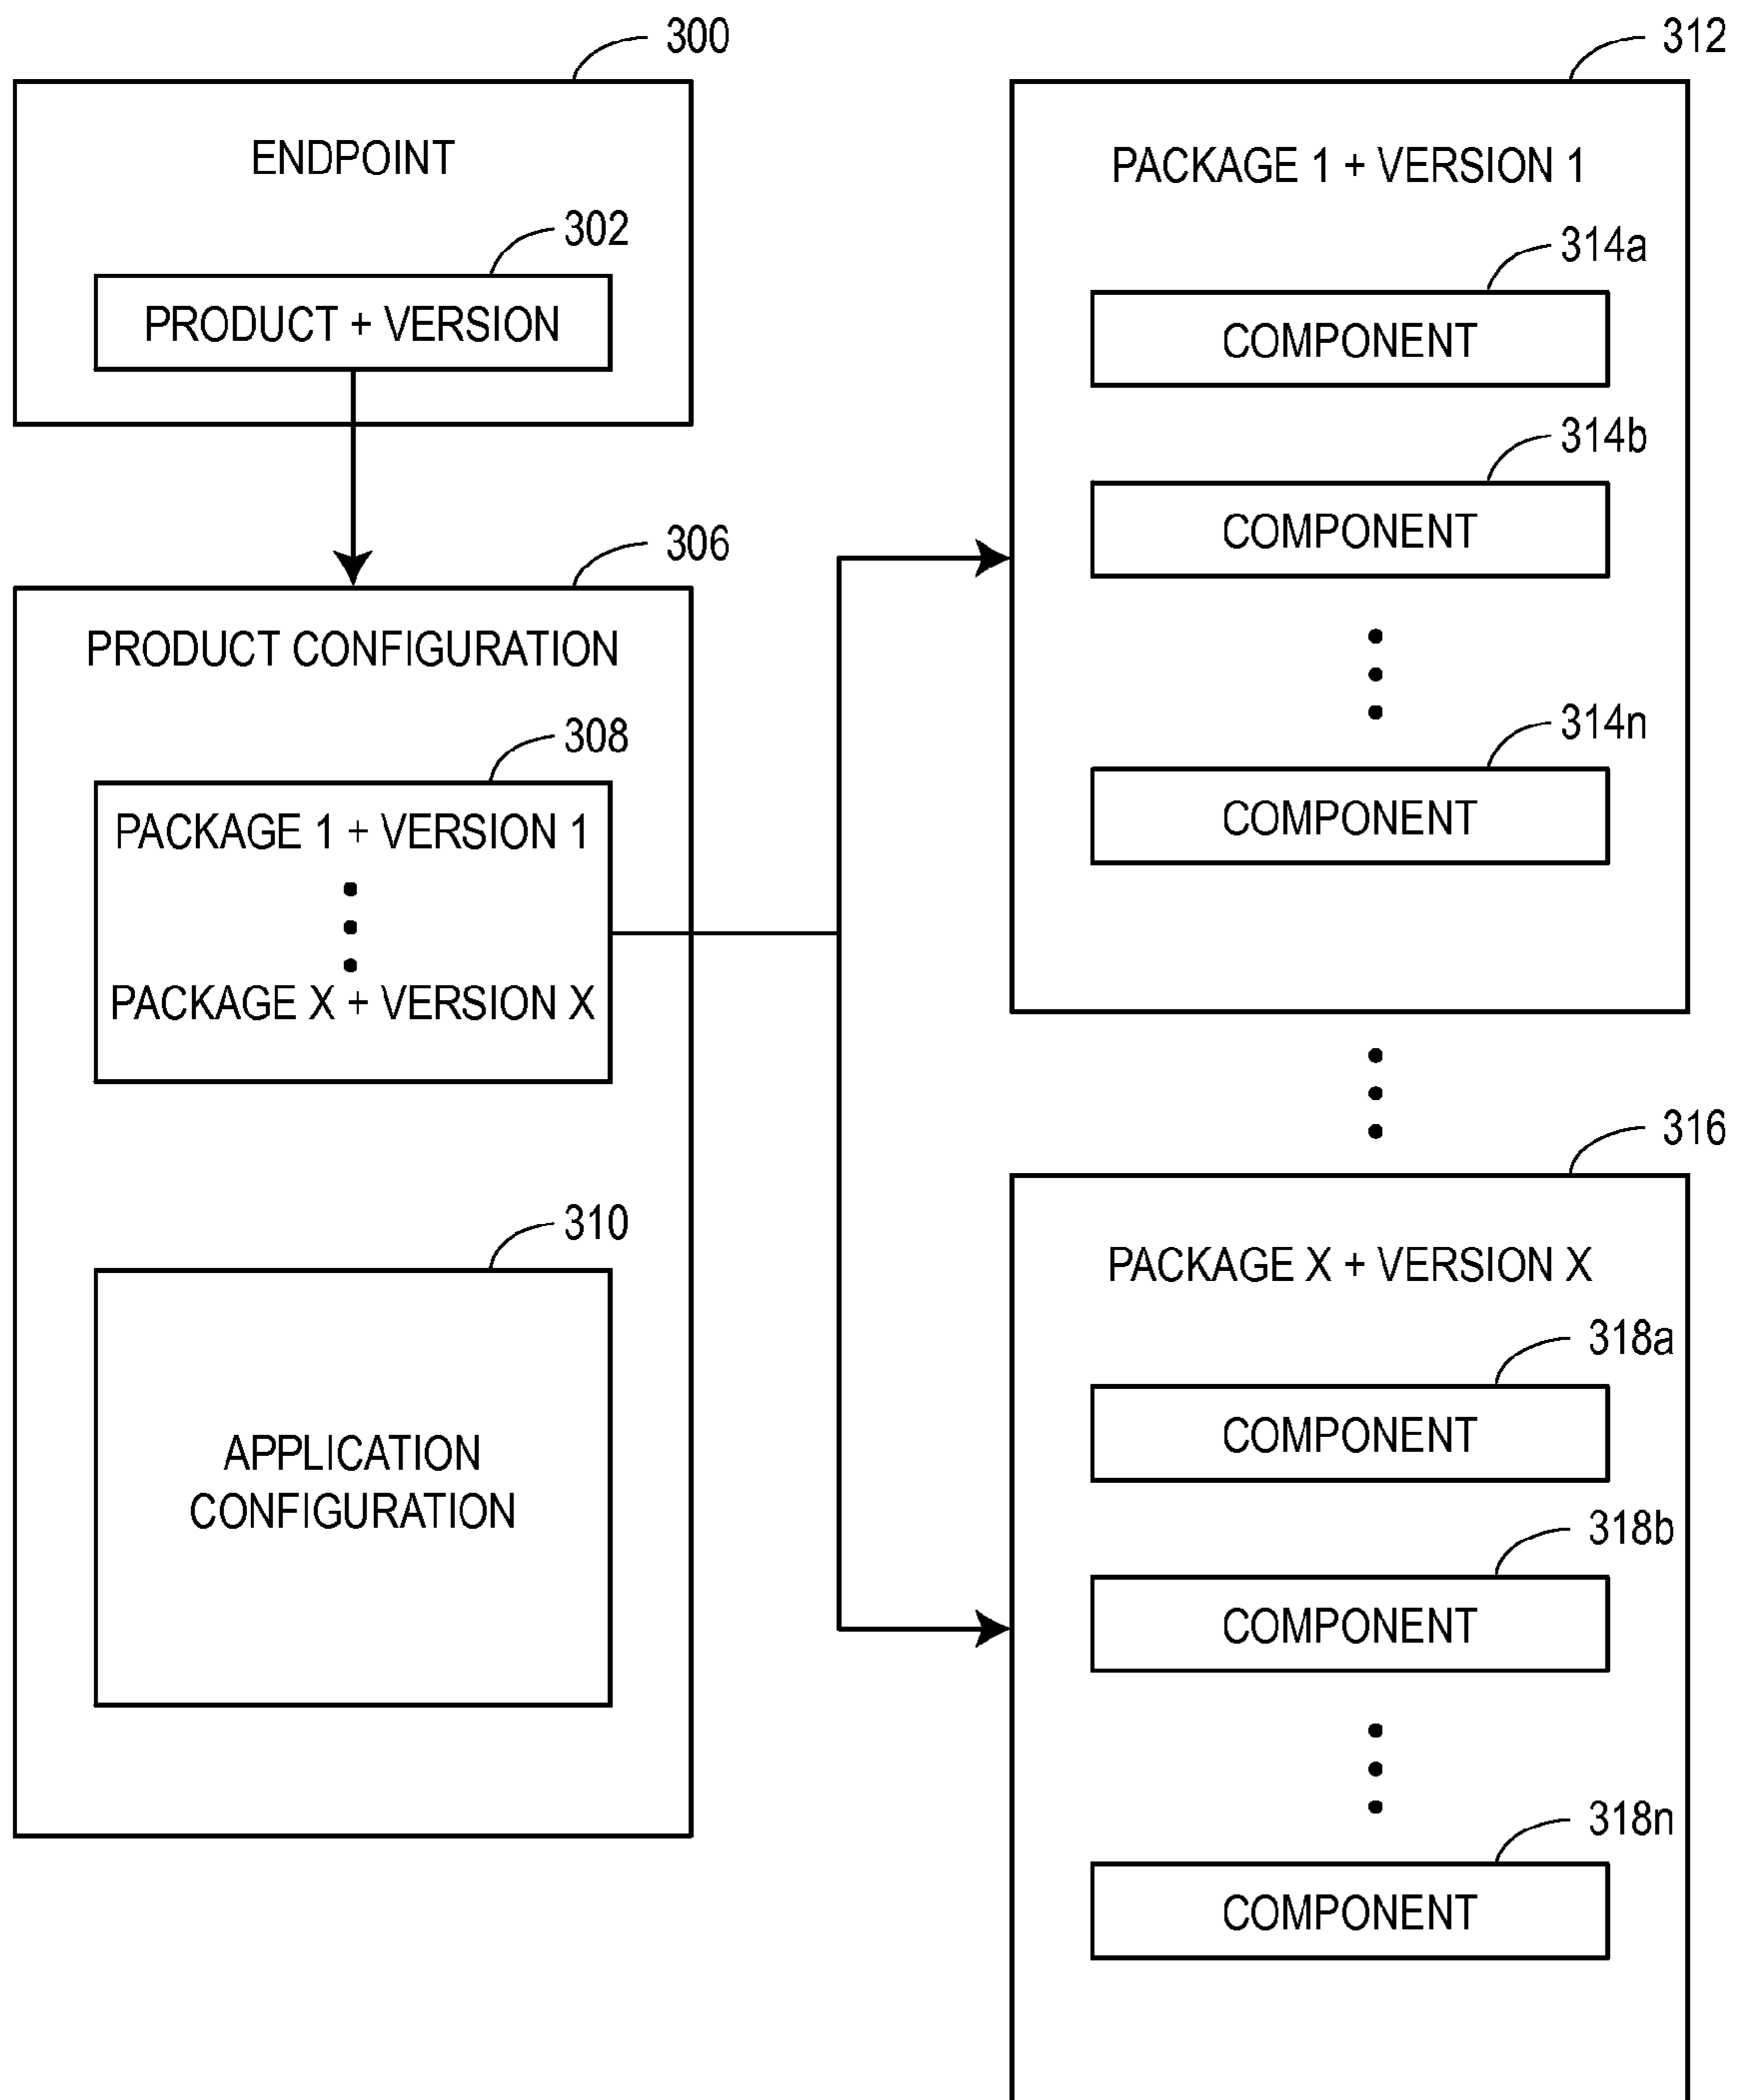 300
ENDPOINT
302
PRODUCT + VERSION
306
PRODUCT CONFIGURATION
308
PACKAGE 1 + VERSION 1
PACKAGE X + VERSION X
310
APPLICATION
CONFIGURATION
312
PACKAGE 1 + VERSION 1
314a
COMPONENT
314b
COMPONENT
314n
COMPONENT
316
PACKAGE X + VERSION X
318a
COMPONENT
318b
COMPONENT
318n
COMPONENT